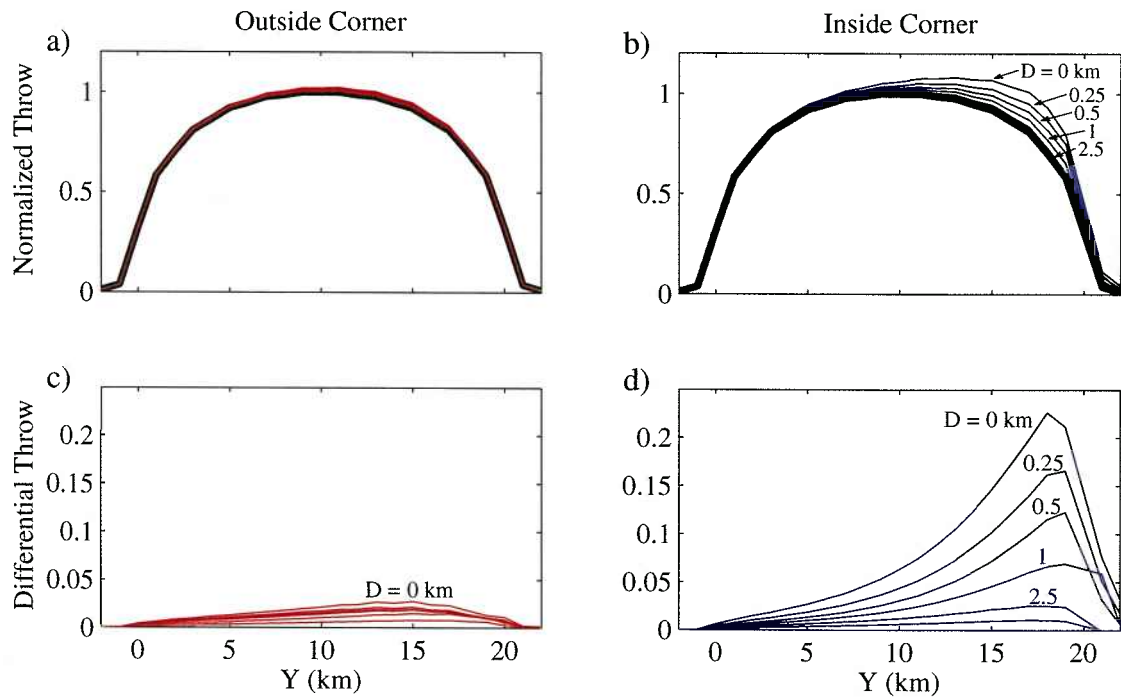 Outside Corner
Inside Corner
a)
b)
Normalized Throw
1
0.5
0
1
0.5
0
D = 0 km
0.25
0.5
1
2.5
c)
d)
Differential Throw
0.2
0.15
0.1
0.05
0
D = 0 km
0 5 10 15 20
Y (km)
0.2
0.15
0.1
0.05
0
D = 0 km
0.25
0.5
1
2.5
0 5 10 15 20
Y (km)